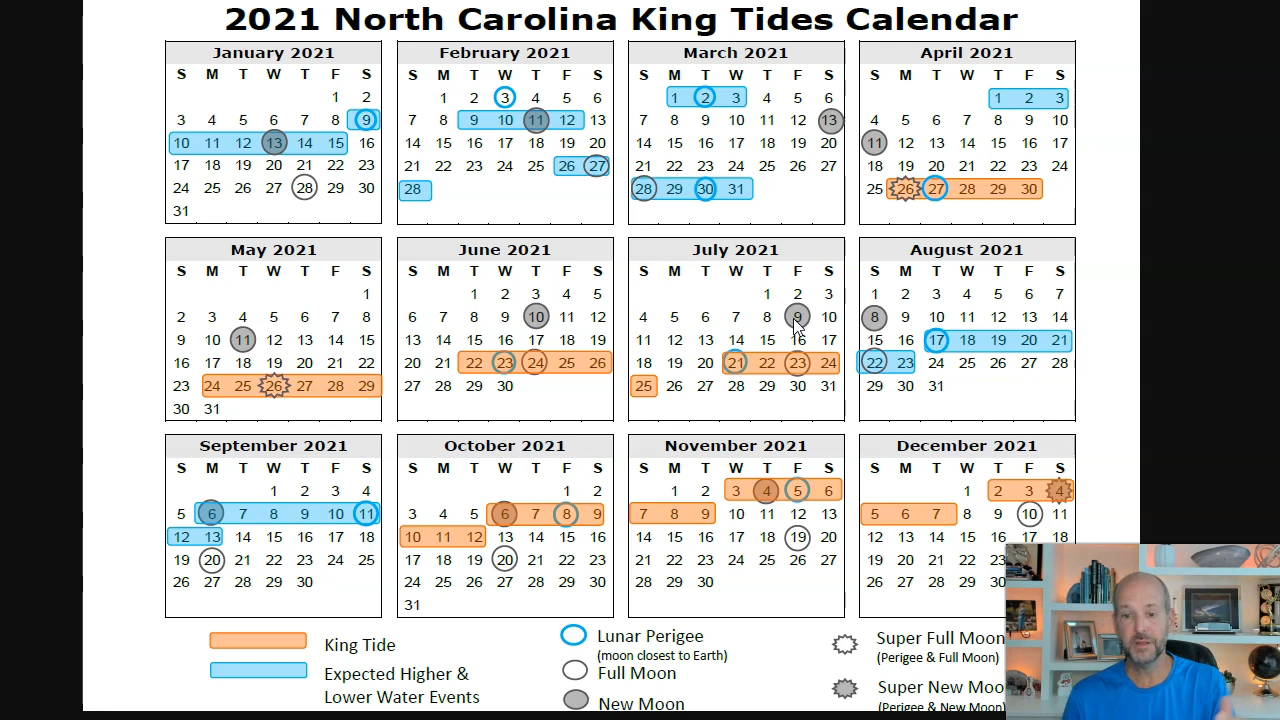 2021 North Carolina King Tides Calendar
January 2021
S M T W T F S
1 2
3 4 5 6 7 8 9
10 11 12 13 14 15 16
17 18 19 20 21 22 23
24 25 26 27 28 29 30
31
February 2021
S M T W T F S
1 2 3 4 5 6
7 8 9 10 11 12 13
14 15 16 17 18 19 20
21 22 23 24 25 26 27
28
March 2021
S M T W T F S
1 2 3 4 5 6
7 8 9 10 11 12 13
14 15 16 17 18 19 20
21 22 23 24 25 26 27
28 29 30 31
April 2021
S M T W T F S
1 2 3
4 5 6 7 8 9 10
11 12 13 14 15 16 17
18 19 20 21 22 23 24
25 26 27 28 29 30
May 2021
S M T W T F S
1
2 3 4 5 6 7 8
9 10 11 12 13 14 15
16 17 18 19 20 21 22
23 24 25 26 27 28 29
30 31
June 2021
S M T W T F S
1 2 3 4 5
6 7 8 9 10 11 12
13 14 15 16 17 18 19
20 21 22 23 24 25 26
27 28 29 30
July 2021
S M T W T F S
1 2 3
4 5 6 7 8 9 10
11 12 13 14 15 16 17
18 19 20 21 22 23 24
25 26 27 28 29 30 31
August 2021
S M T W T F S
1 2 3 4 5 6 7
8 9 10 11 12 13 14
15 16 17 18 19 20 21
22 23 24 25 26 27 28
29 30 31
September 2021
S M T W T F S
1 2 3 4
5 6 7 8 9 10 11
12 13 14 15 16 17 18
19 20 21 22 23 24 25
26 27 28 29 30
October 2021
S M T W T F S
1 2
3 4 5 6 7 8 9
10 11 12 13 14 15 16
17 18 19 20 21 22 23
24 25 26 27 28 29 30
31
November 2021
S M T W T F S
1 2 3 4 5 6
7 8 9 10 11 12 13
14 15 16 17 18 19 20
21 22 23 24 25 26 27
28 29 30
December 2021
S M T W T F S
1 2 3 4
5 6 7 8 9 10 11
12 13 14 15 16 17 18
19 20 21 22 23
26 27 28 29 30
King Tide
Expected Higher &
Lower Water Events
Lunar Perigee
(moon closest to Earth)
Full Moon
New Moon
Super Full Moon
(Perigee & Full Moon)
Super New
(Perigee & New Moon)